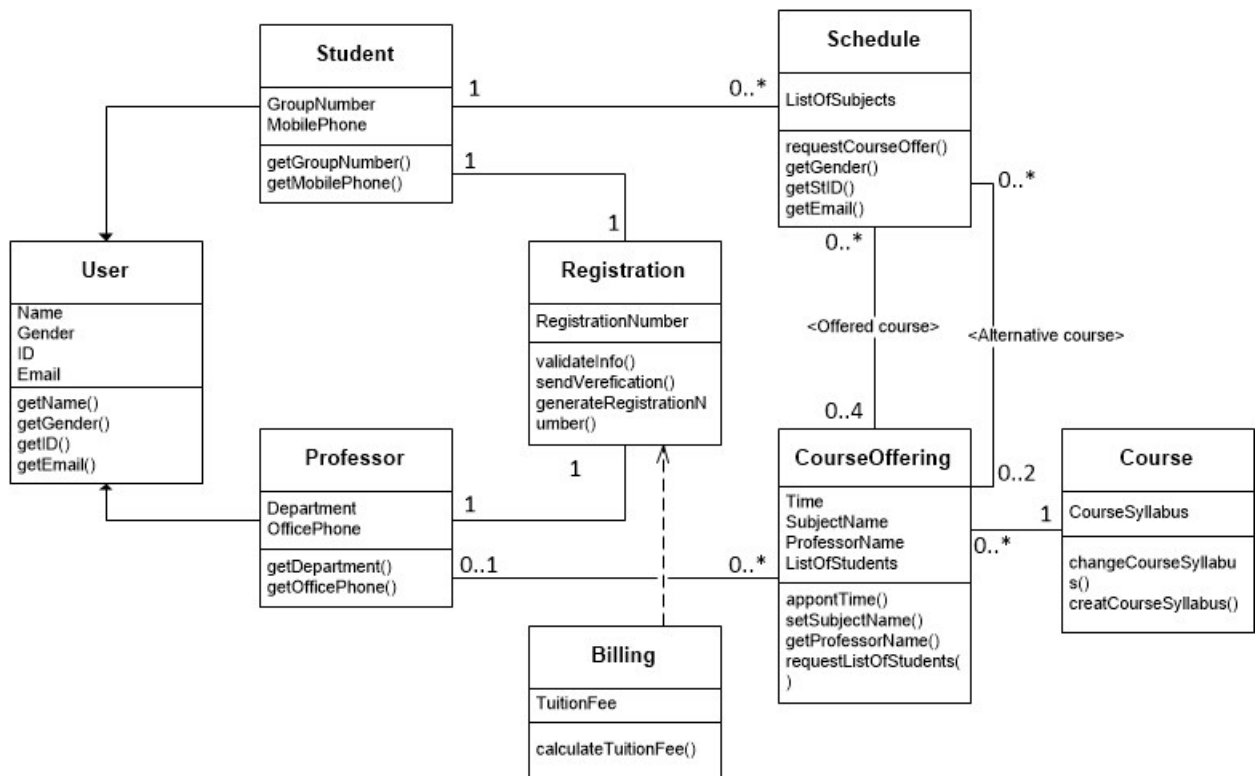 Student
GroupNumber
MobilePhone
getGroupNumber()
getMobilePhone()
1
0..*
1
1
Schedule
ListOfSubjects
requestCourseOffer()
getGender()
getStID()
getEmail()
0..*
0..*
User
Name
Gender
ID
Email
getName()
getGender()
getID()
getEmail()
Registration
RegistrationNumber
validateInfo()
sendVerefication()
generateRegistrationN
umber()
1
<Offered course>
<Alternative course>
0..4
0..2
Professor
Department
OfficePhone
getDepartment()
getOfficePhone()
1
0..1
0..*
CourseOffering
Time
SubjectName
ProfessorName
ListOfStudents
appontTime()
setSubjectName()
getProfessorName()
requestListOfStudents(
)
1
0..*
Course
CourseSyllabus
changeCourseSyllabu
s()
creatCourseSyllabus()
Billing
TuitionFee
calculateTuitionFee()